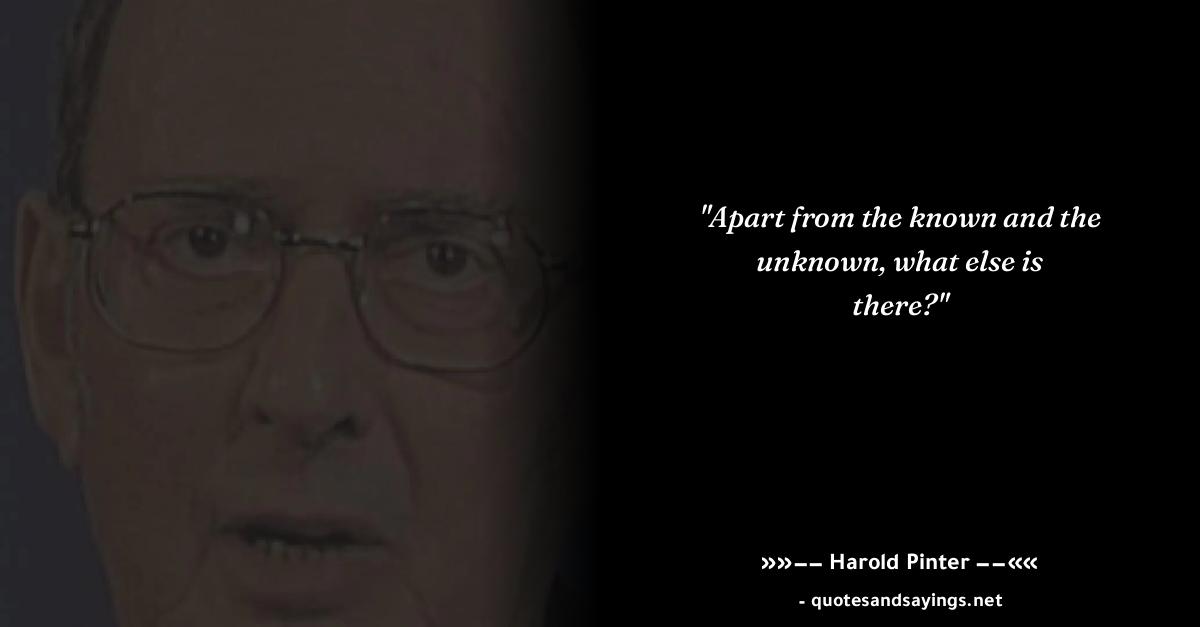 "Apart from the known and the
unknown, what else is
there?"
»»−− Harold Pinter −−««
- quotesandsayings.net